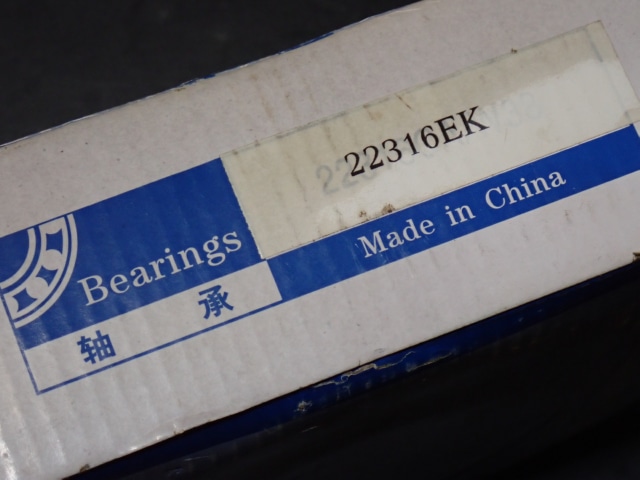 22316EK
Bearings
Made in China
轴 承